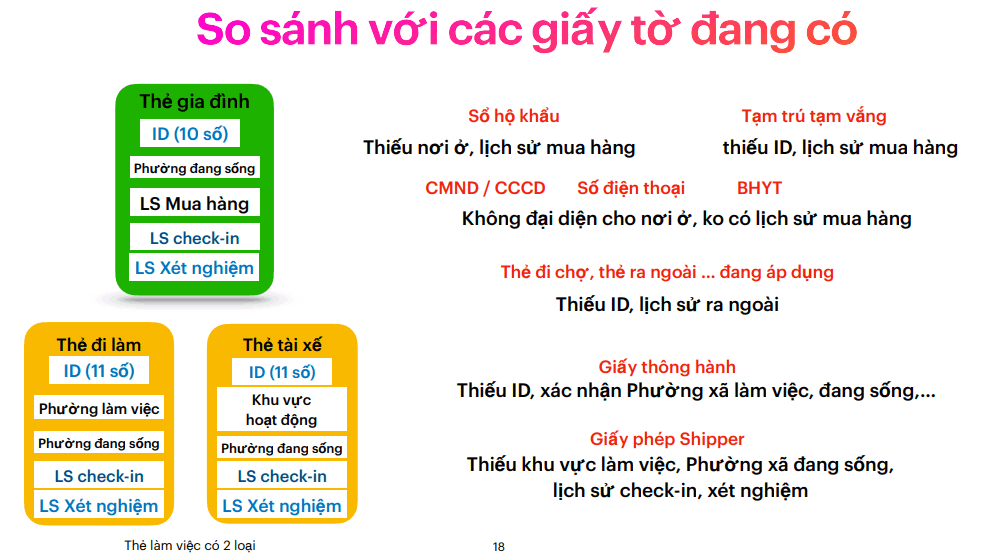 So sánh với các giấy tờ đang có
Thẻ gia đình
ID (10 số)
Phường đang sống
LS Mua hàng
LS check-in
LS Xét nghiệm
Thẻ đi làm
ID (11 số)
Phường làm việc
Phường đang sống
LS check-in
LS Xét nghiệm
Thẻ tài xế
ID (11 số)
Khu vực
hoạt động
Phường đang sống
LS check-in
LS Xét nghiệm
Thẻ làm việc có 2 loại
Sổ hộ khẩu
Thiếu nơi ở, lịch sử mua hàng
Tạm trú tạm vắng
thiếu ID, lịch sử mua hàng
CMND / CCCD Số điện thoại BHYT
Không đại diện cho nơi ở, ko có lịch sử mua hàng
Thẻ đi chợ, thẻ ra ngoài ... đang áp dụng
Thiếu ID, lịch sử ra ngoài
Giấy thông hành
Thiếu ID, xác nhận Phường xã làm việc, đang sống,...
Giấy phép Shipper
Thiếu khu vực làm việc, Phường xã đang sống,
lịch sử check-in, xét nghiệm
18